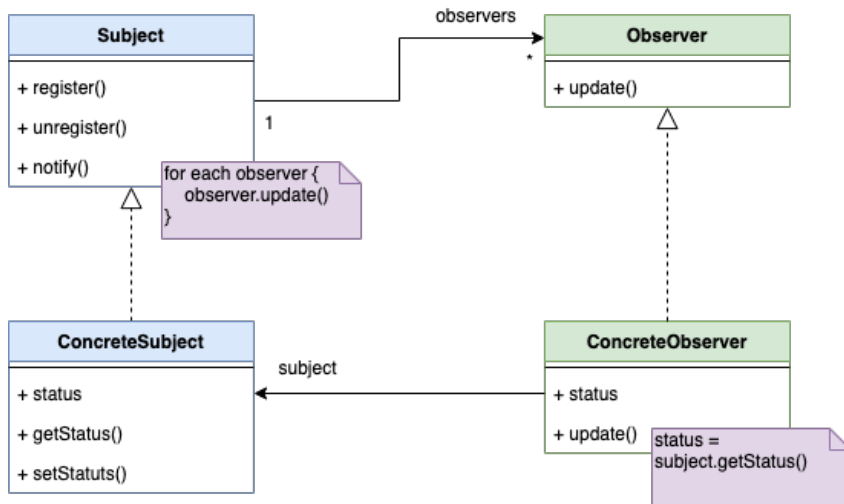 observers
Subject
Observer
+ register()
*
+ update()
1
+ unregister()
+ notify()
for each observer {
observer.update()
}
ConcreteSubject
ConcreteObserver
subject
+ status
+ status
+ getStatus()
+ update()
status =
subject.getStatus()
+ setStatuts()